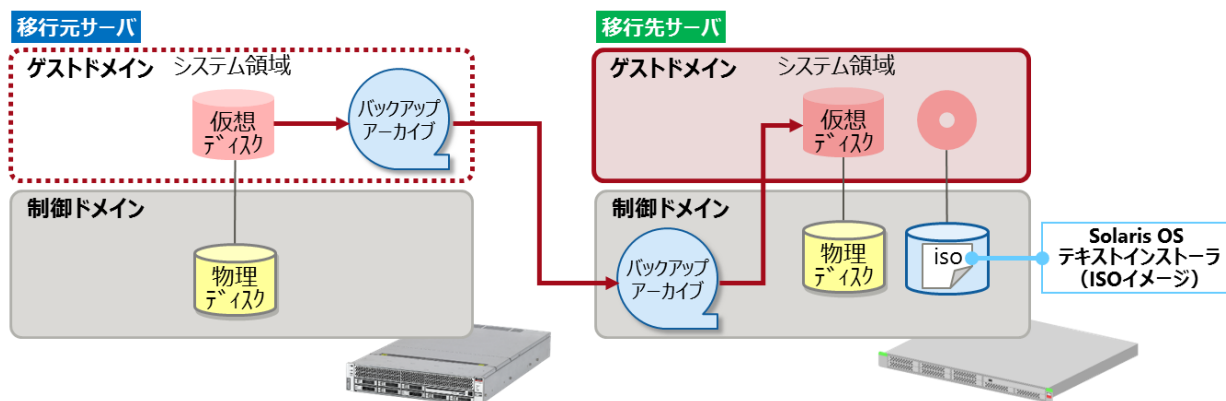 移行元サーバ
ゲストドメイン
システム領域
仮想
ディスク
バックアップ
アーカイブ
制御ドメイン
物理
ディスク
移行先サーバ
ゲストドメイン
システム領域
仮想
ディスク
制御ドメイン
バックアップ
アーカイブ
物理
ディスク
iso
Solaris OS
テキストインストーラ
（ISOイメージ）